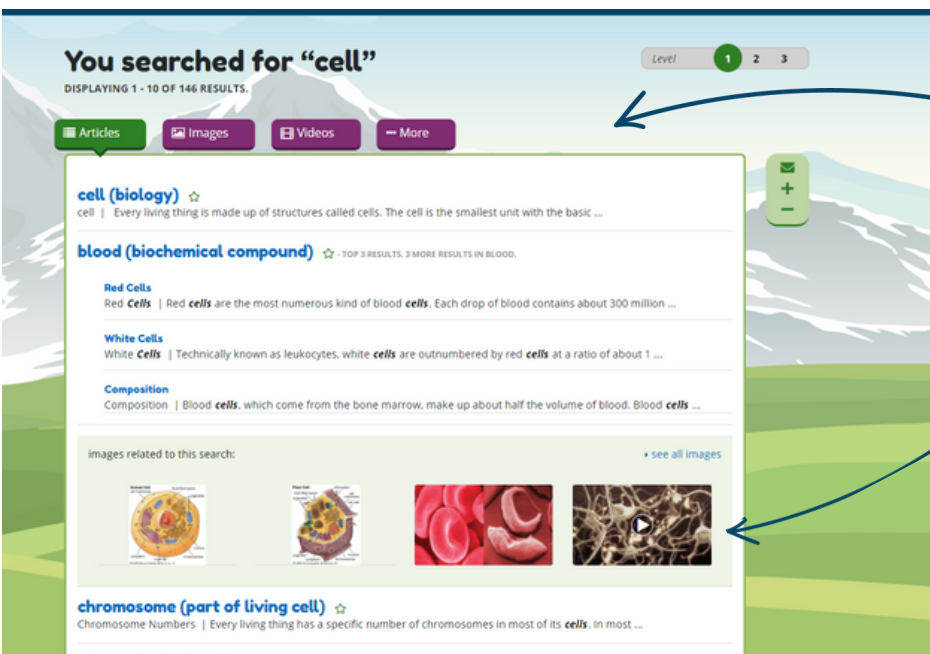 You searched for “cell”
Level 1 2 3
DISPLAYING 1 - 10 OF 146 RESULTS.
Articles Images Videos More
cell (biology)
cell | Every living thing is made up of structures called cells. The cell is the smallest unit with the basic ...
blood (biochemical compound) - TOP 3 RESULTS. 3 MORE RESULTS IN BLOOD.
Red Cells
Red Cells | Red cells are the most numerous kind of blood cells. Each drop of blood contains about 300 million ...
White Cells
White Cells | Technically known as leukocytes, white cells are outnumbered by red cells at a ratio of about 1 ...
Composition
Composition | Blood cells, which come from the bone marrow, make up about half the volume of blood. Blood cells ...
images related to this search:
see all images
Animal Cell
Plant Cell
chromosome (part of living cell)
Chromosome Numbers | Every living thing has a specific number of chromosomes in most of its cells. In most ...